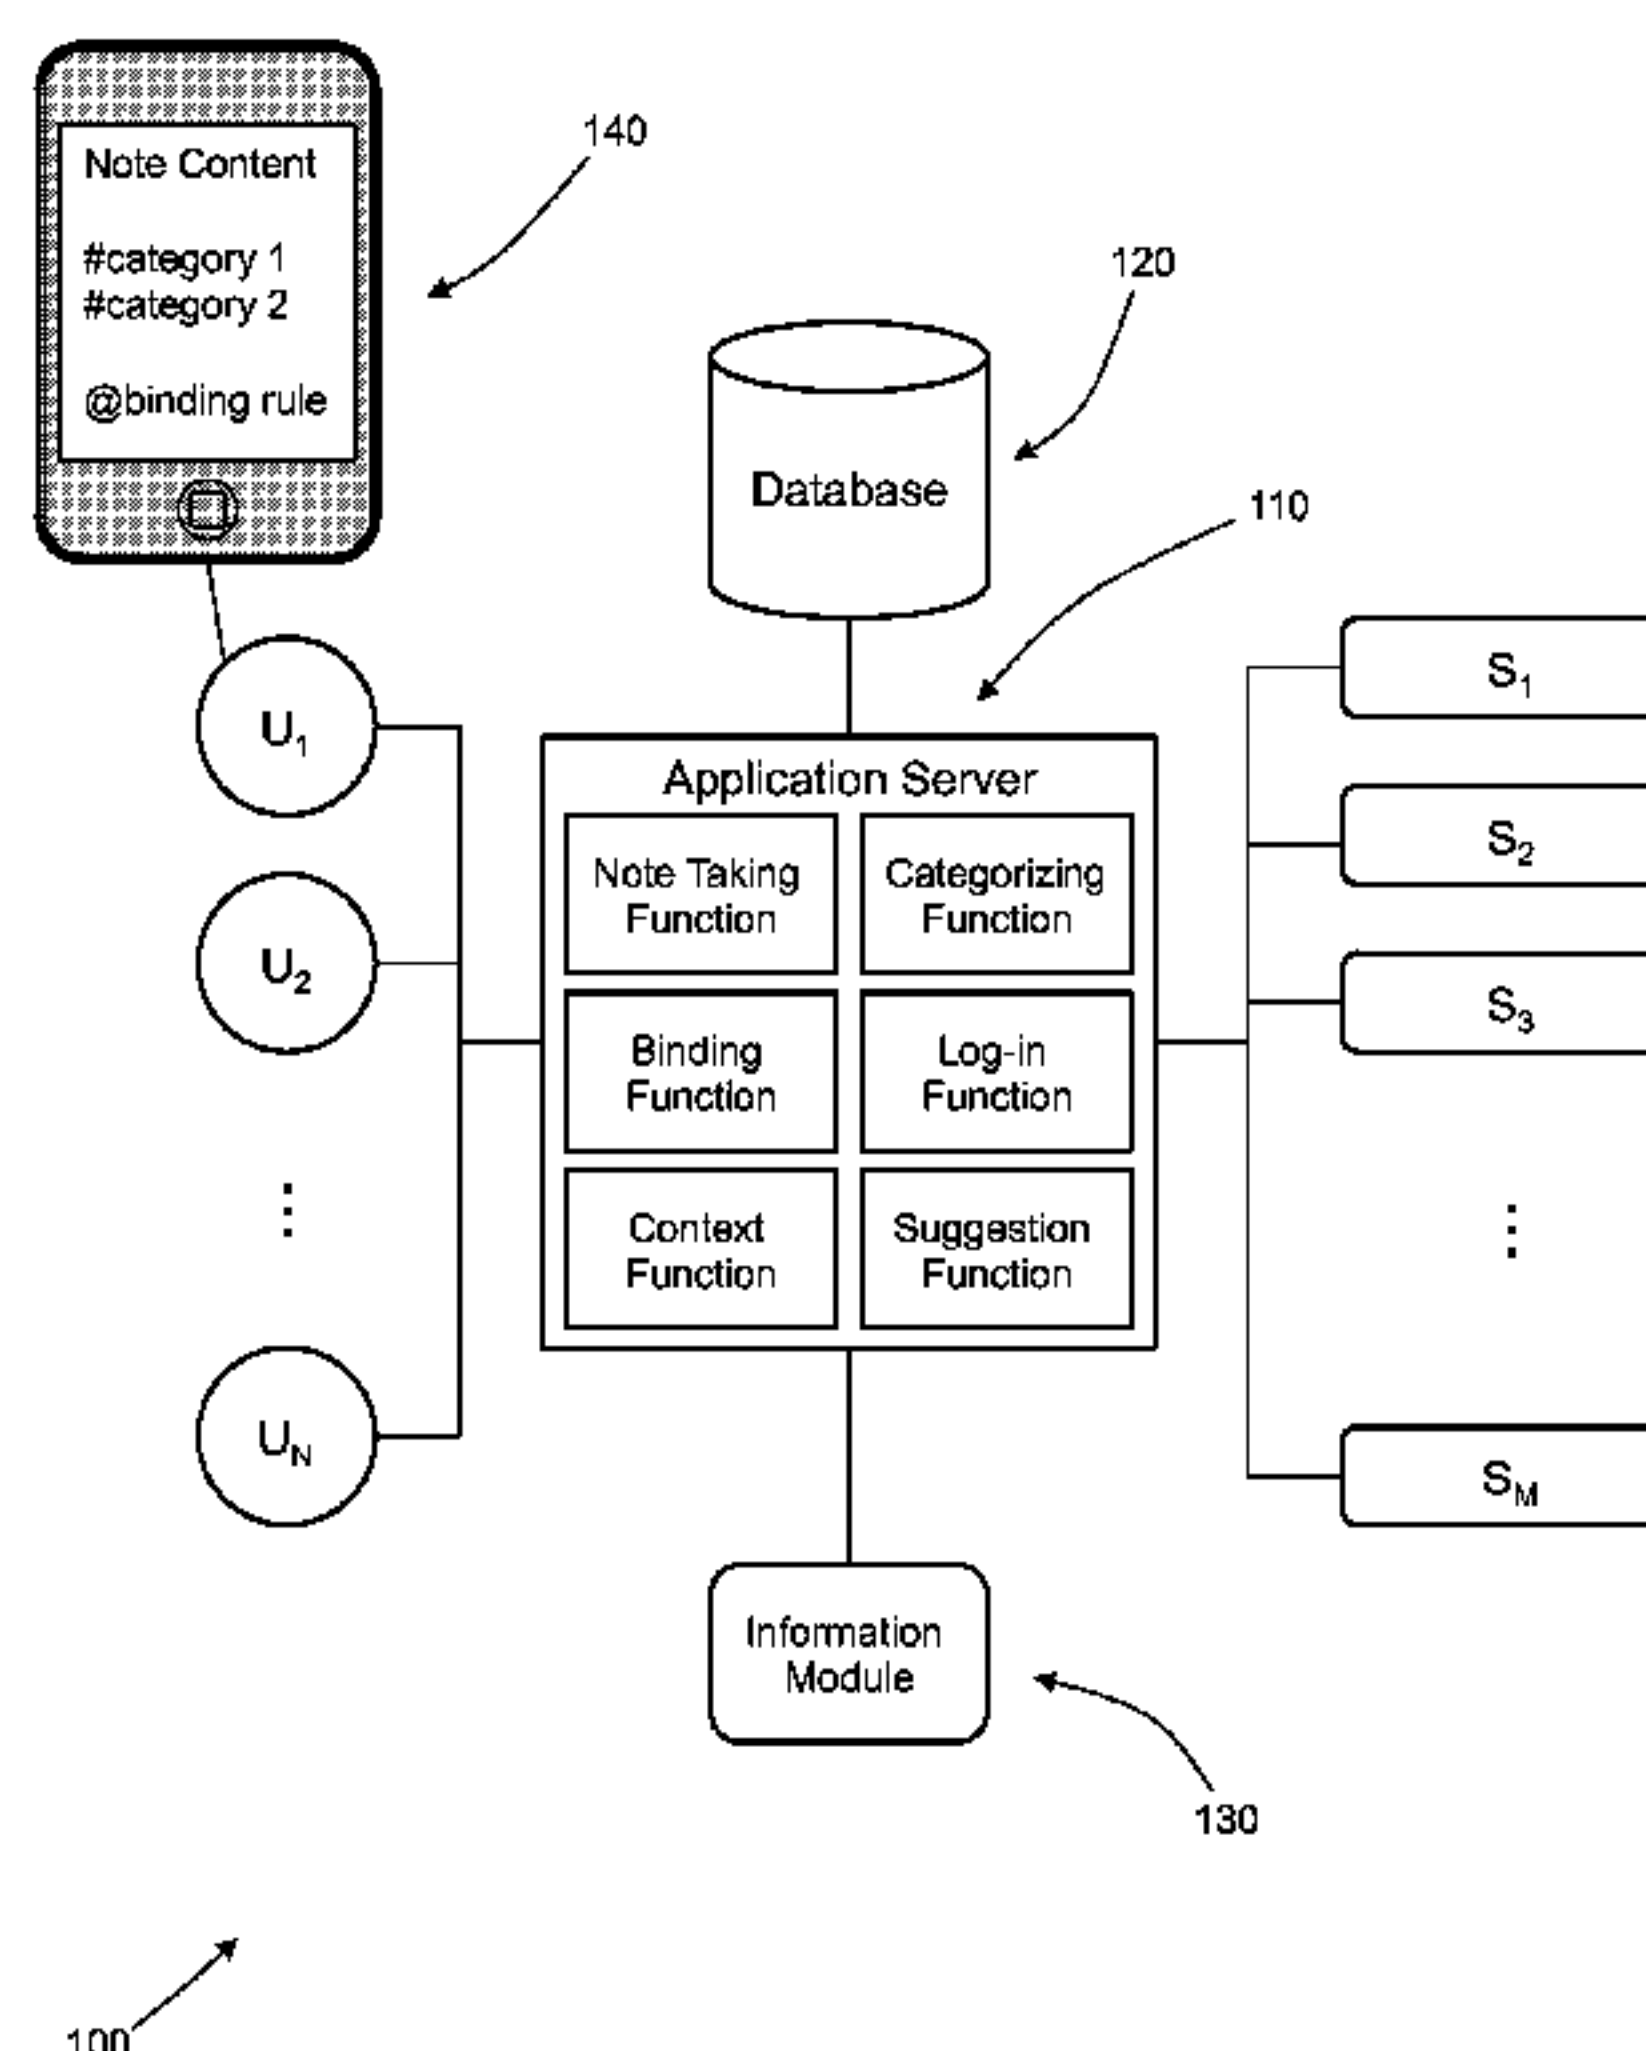 140
Note Content
#category 1
#category 2
@binding rule
120
Database
110
U1
U2
UN
Application Server
Note Taking
Function
Categorizing
Function
Binding
Function
Log-in
Function
Context
Function
Suggestion
Function
S1
S2
S3
SM
Information
Module
130
100